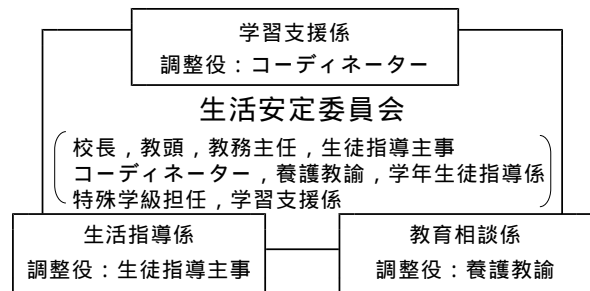 学習支援係
調整役：コーディネーター
生活安定委員会
校長，教頭，教務主任，生徒指導主事
コーディネーター，養護教諭，学年生徒指導係
特殊学級担任，学習支援係
生活指導係
調整役：生徒指導主事
教育相談係
調整役：養護教諭